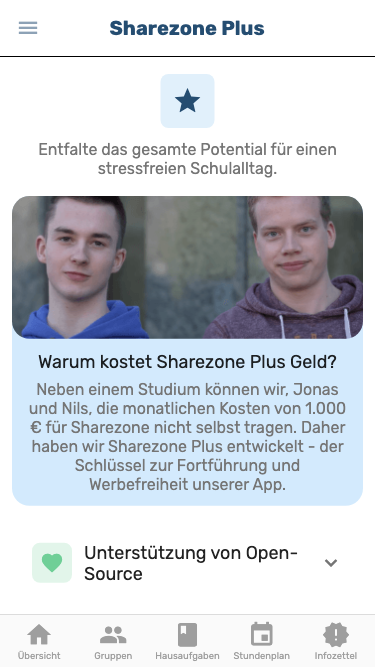 Sharezone Plus
Entfalte das gesamte Potential für einen
stressfreien Schulalltag.
Warum kostet Sharezone Plus Geld?
Neben einem Studium können wir, Jonas
und Nils, die monatlichen Kosten von 1.000
€ für Sharezone nicht selbst tragen. Daher
haben wir Sharezone Plus entwickelt - der
Schlüssel zur Fortführung und
Werbefreiheit unserer App.
Unterstützung von Open-
Source
Übersicht Gruppen Hausaufgaben Stundenplan Infozettel